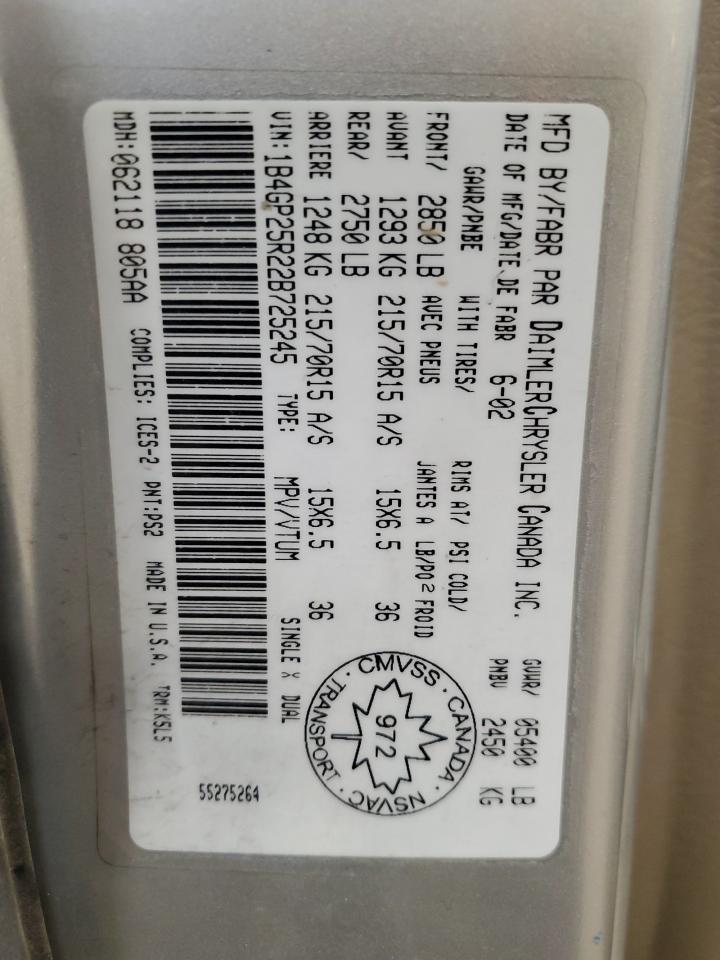 MFD BY/FABR PAR DAIMLERCHRYSLER CANADA INC.
DATE OF MFG/DATE DE FABR 6-02 GVWR/ 05400 LB
PNBV 2450 KG
GAWR/PNBE WITH TIRES/ RIMS AT/ PSI COLD/
AVEC PNEUS JANTES A LB/PO² FROID
FRONT/ 2850 LB
AVANT 1293 KG 215/70R15 A/S 15X6.5 36
REAR/ 2750 LB
ARRIERE 1248 KG 215/70R15 A/S 15X6.5 36
VIN:1B4GP25R22B725245 TYPE: MPV/VTUM SINGLE X DUAL
MDH:062118 805AA COMPLIES: ICES-2 PNT:PS2 MADE IN U.S.A. TRM:K5L5
CMVSS · CANADA · NSVAC · TRANSPORT ·
972
55275264